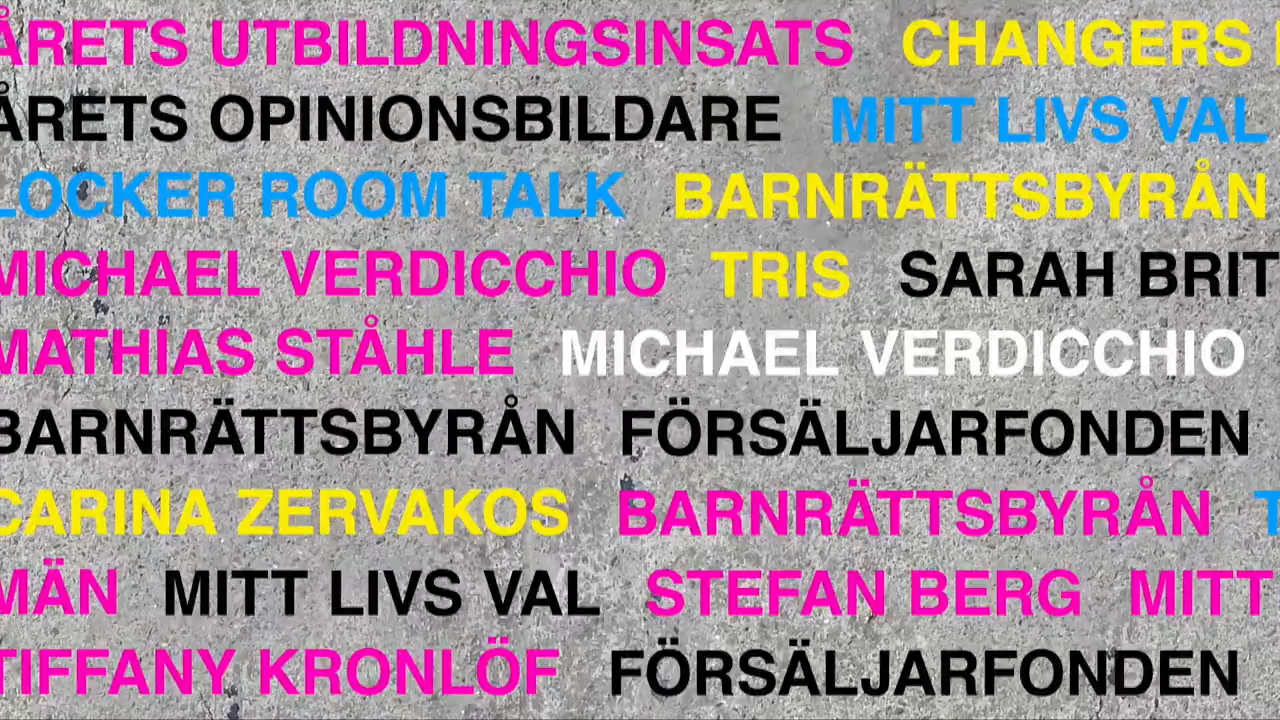 ÅRETS UTBILDNINGSINSATS CHANGERS
ÅRETS OPINIONSBILDARE MITT LIVS VAL
LOCKER ROOM TALK BARNRÄTTSBYRÅN
MICHAEL VERDICCHIO TRIS SARAH BRIT
MATHIAS STÅHLE MICHAEL VERDICCHIO
BARNRÄTTSBYRÅN FÖRSÄLJARFONDEN
CARINA ZERVAKOS BARNRÄTTSBYRÅN T
MÄN MITT LIVS VAL STEFAN BERG MITT
TIFFANY KRONLÖF FÖRSÄLJARFONDEN